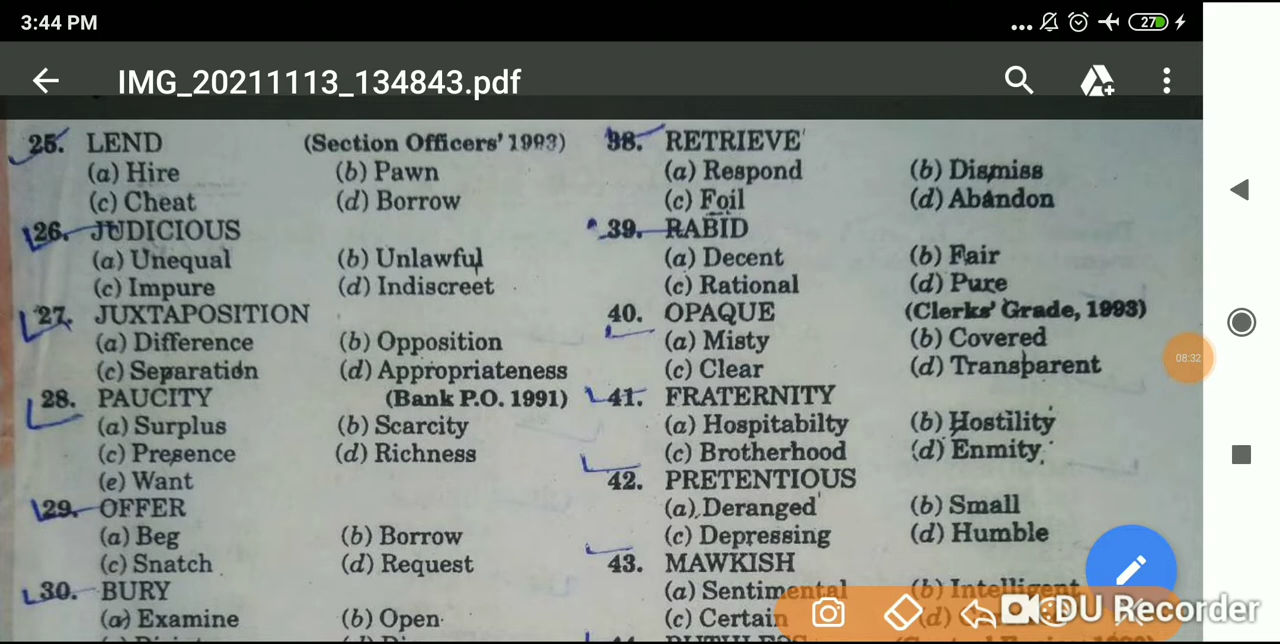 3:44 PM
27
IMG_20211113_134843.pdf
25. LEND (Section Officers' 1993)
(a) Hire (b) Pawn
(c) Cheat (d) Borrow
26. JUDICIOUS
(a) Unequal (b) Unlawful
(c) Impure (d) Indiscreet
27. JUXTAPOSITION
(a) Difference (b) Opposition
(c) Separation (d) Appropriateness
28. PAUCITY (Bank P.O. 1991)
(a) Surplus (b) Scarcity
(c) Presence (d) Richness
(e) Want
29. OFFER
(a) Beg (b) Borrow
(c) Snatch (d) Request
30. BURY
(a) Examine (b) Open
38. RETRIEVE
(a) Respond (b) Dismiss
(c) Foil (d) Abandon
39. RABID
(a) Decent (b) Fair
(c) Rational (d) Pure
40. OPAQUE (Clerks' Grade, 1993)
(a) Misty (b) Covered
(c) Clear (d) Transparent
41. FRATERNITY
(a) Hospitabilty (b) Hostility
(c) Brotherhood (d) Enmity
42. PRETENTIOUS
(a) Deranged (b) Small
(c) Depressing (d) Humble
43. MAWKISH
(a) Sentimental (b) Intelligent
(c) Certain (d)
08:32
DU Recorder